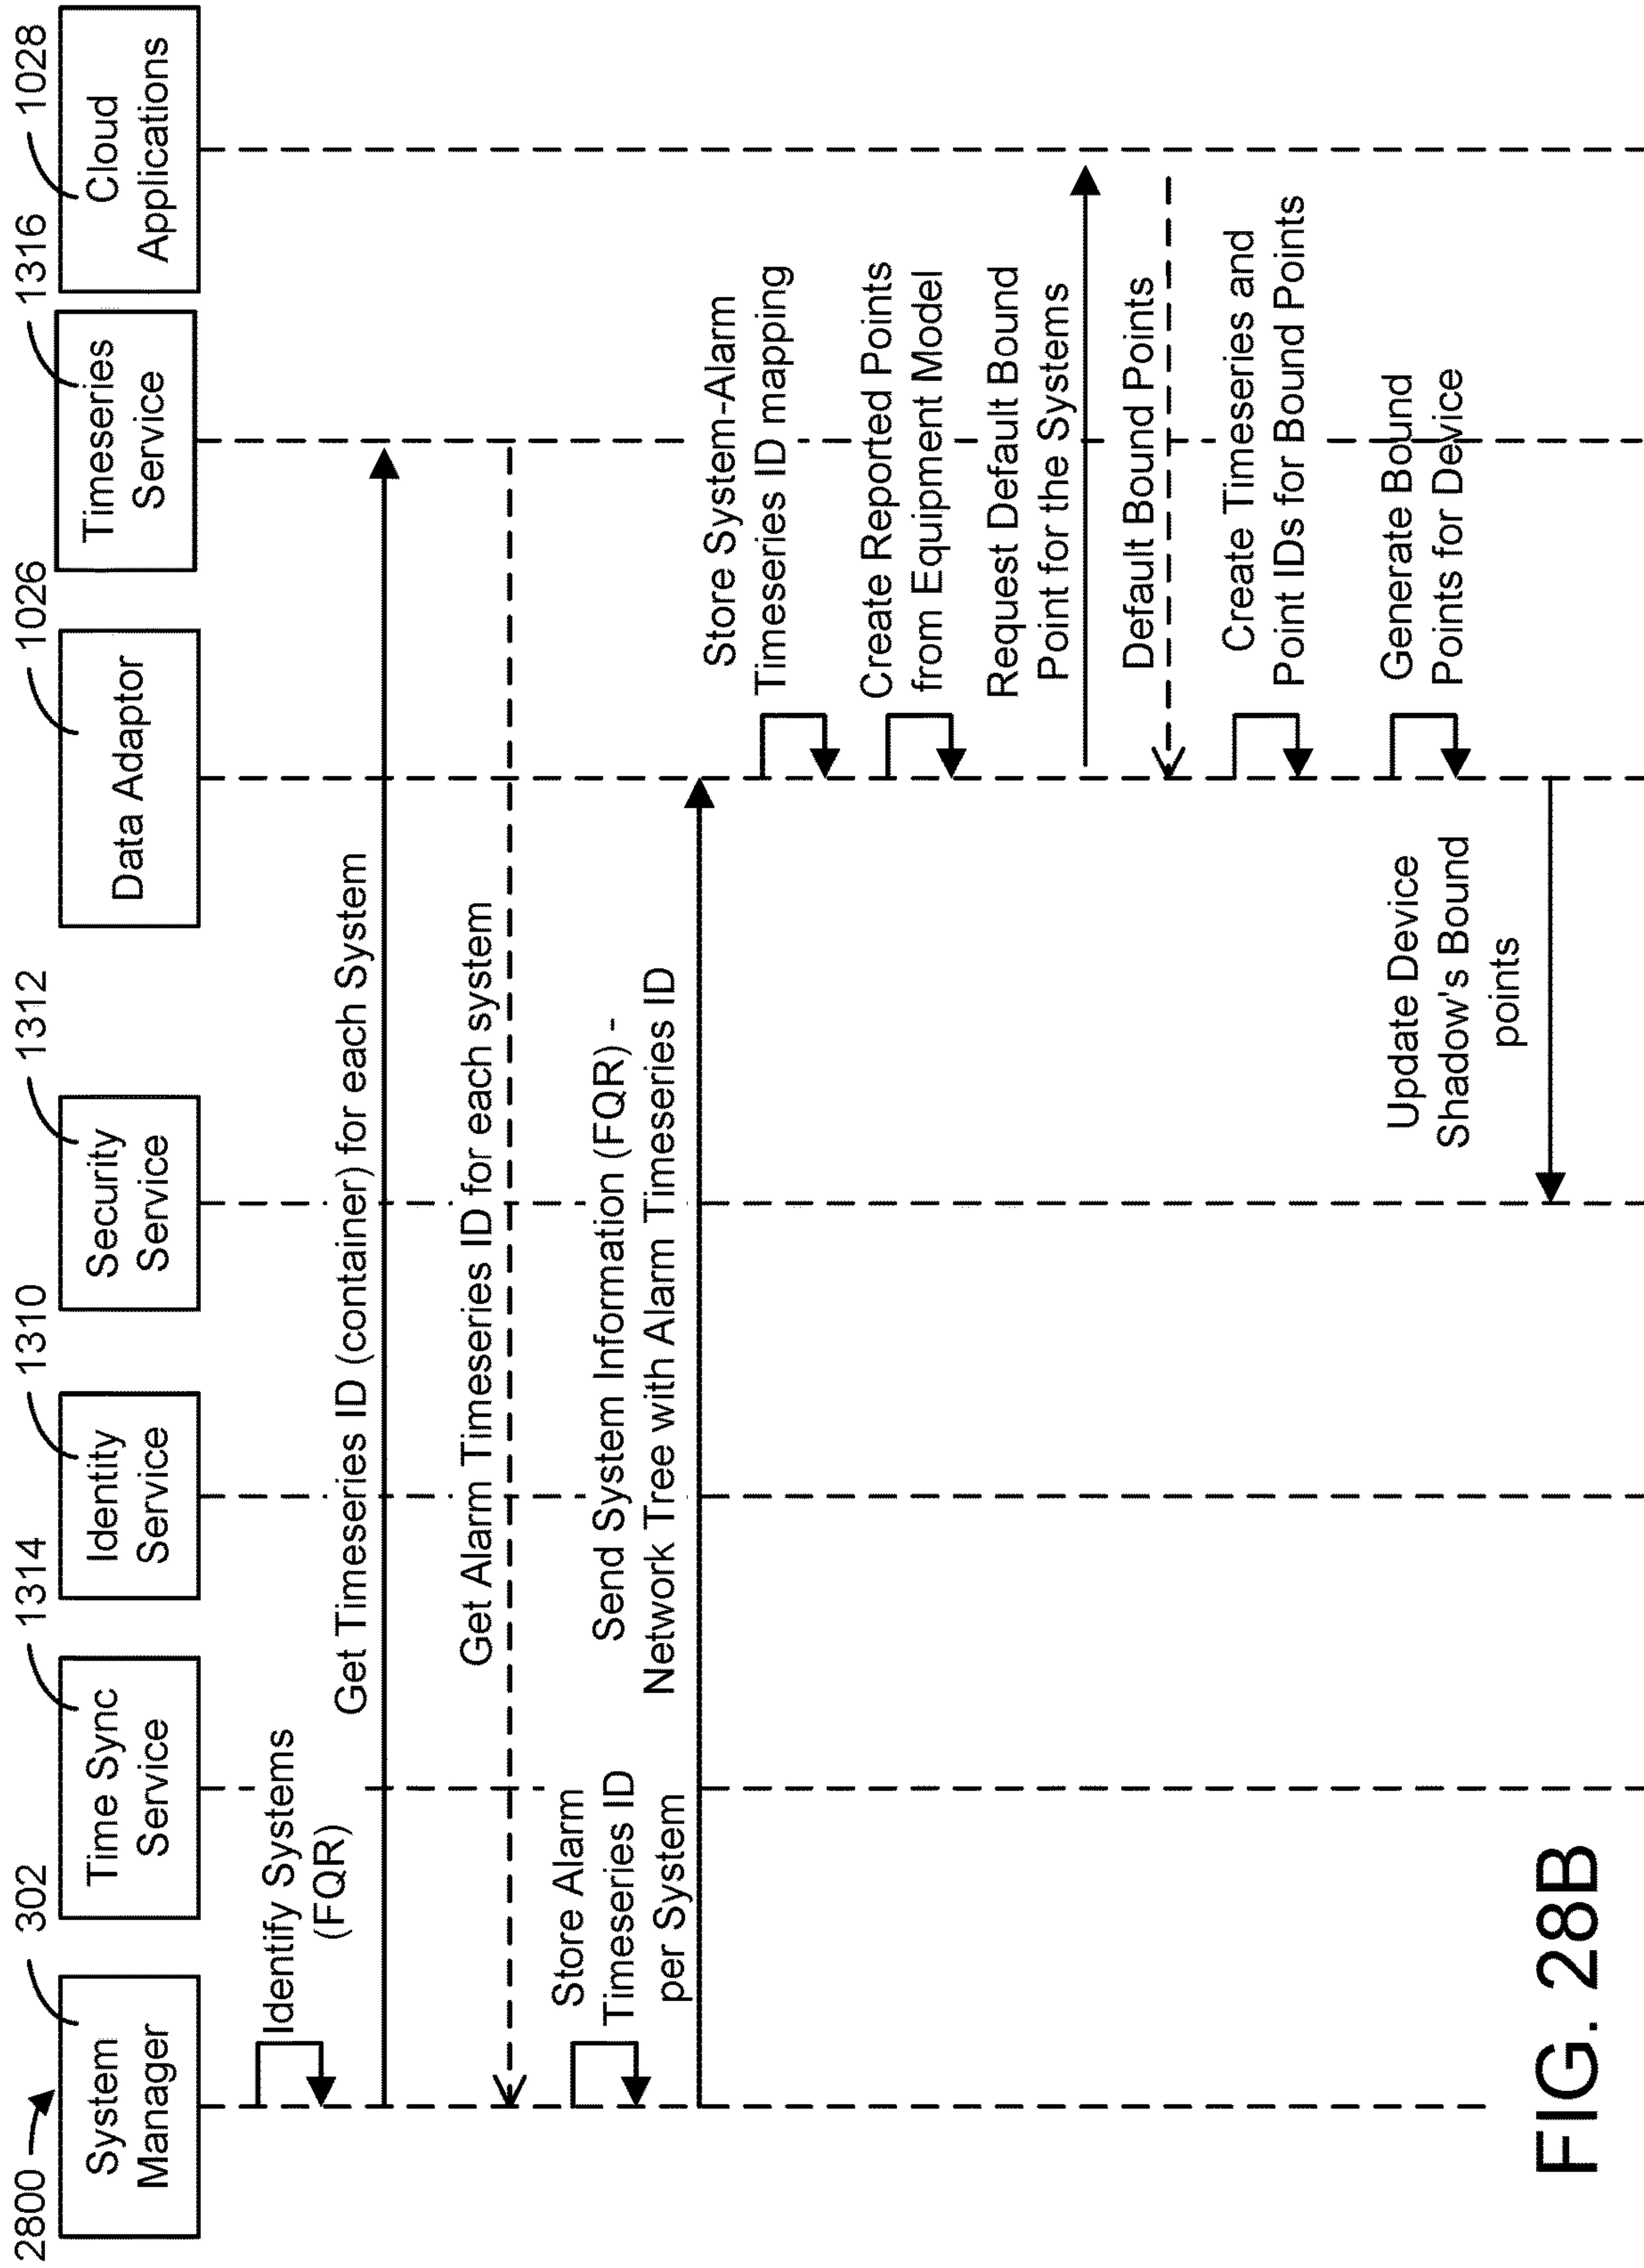 2800
302
1314
1310
1312
1026
1316
1028
System
Manager
Time Sync
Service
Identity
Service
Security
Service
Data Adaptor
Timeseries
Service
Cloud
Applications
Identify Systems
(FQR)
Get Timeseries ID (container) for each System
Get Alarm Timeseries ID for each system
Store Alarm
Timeseries ID
per System
Send System Information (FQR) -
Network Tree with Alarm Timeseries ID
Store System-Alarm
Timeseries ID mapping
Create Reported Points
from Equipment Model
Request Default Bound
Point for the Systems
Default Bound Points
Create Timeseries and
Point IDs for Bound Points
Generate Bound
Points for Device
Update Device
Shadow's Bound
points
FIG. 28B